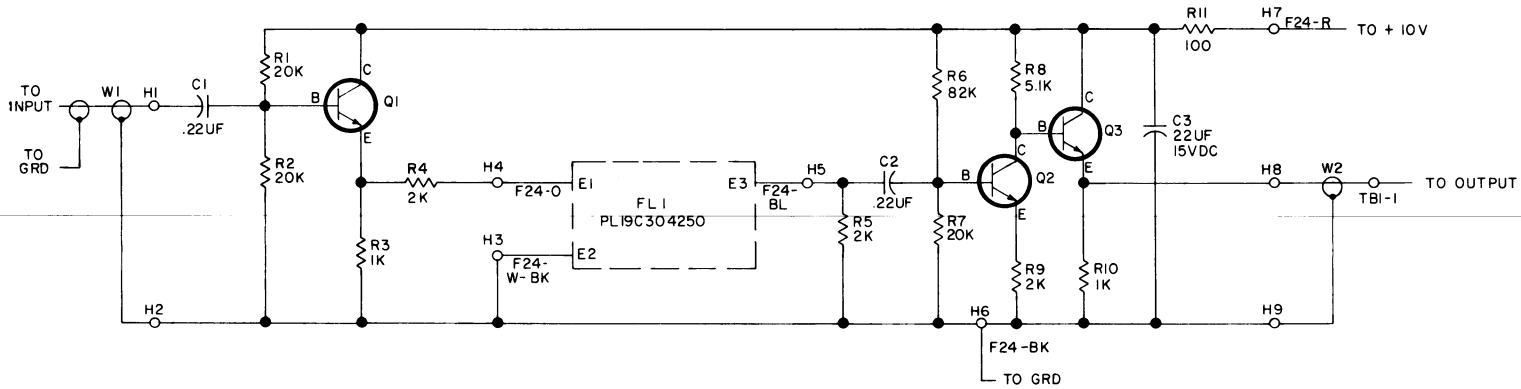 R11
100
H7
F24-R
TO + 10V
R1
20K
C
B
Q1
E
TO
INPUT
W1
H1
C1
.22UF
TO
GRD
R2
20K
R6
82K
R8
5.1K
C
B
Q3
E
C3
22UF
15VDC
R4
2K
H4
F24-O
E1
E3
FL1
PL19C304250
E2
H3
F24-
W-BK
H5
F24-
BL
C2
.22UF
B
C
Q2
E
H8
W2
TB1-1
TO OUTPUT
R3
1K
R5
2K
R7
20K
R9
2K
R10
1K
H2
H6
H9
F24-BK
TO GRD